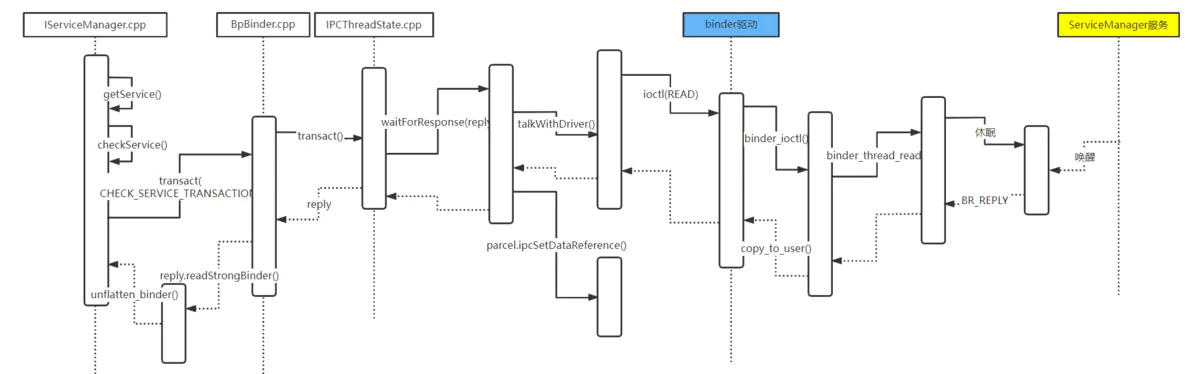 IServiceManager.cpp
BpBinder.cpp
IPCThreadState.cpp
binder驱动
ServiceManager服务
getService()
checkService()
transact(
CHECK_SERVICE_TRANSACTION
transact()
reply
waitForResponse(reply
talkWithDriver()
ioctl(READ)
binder_ioctl()
binder_thread_read
休眠
唤醒
BR_REPLY
copy_to_user()
parcel.ipcSetDataReference()
reply.readStrongBinder()
unflatten_binder()